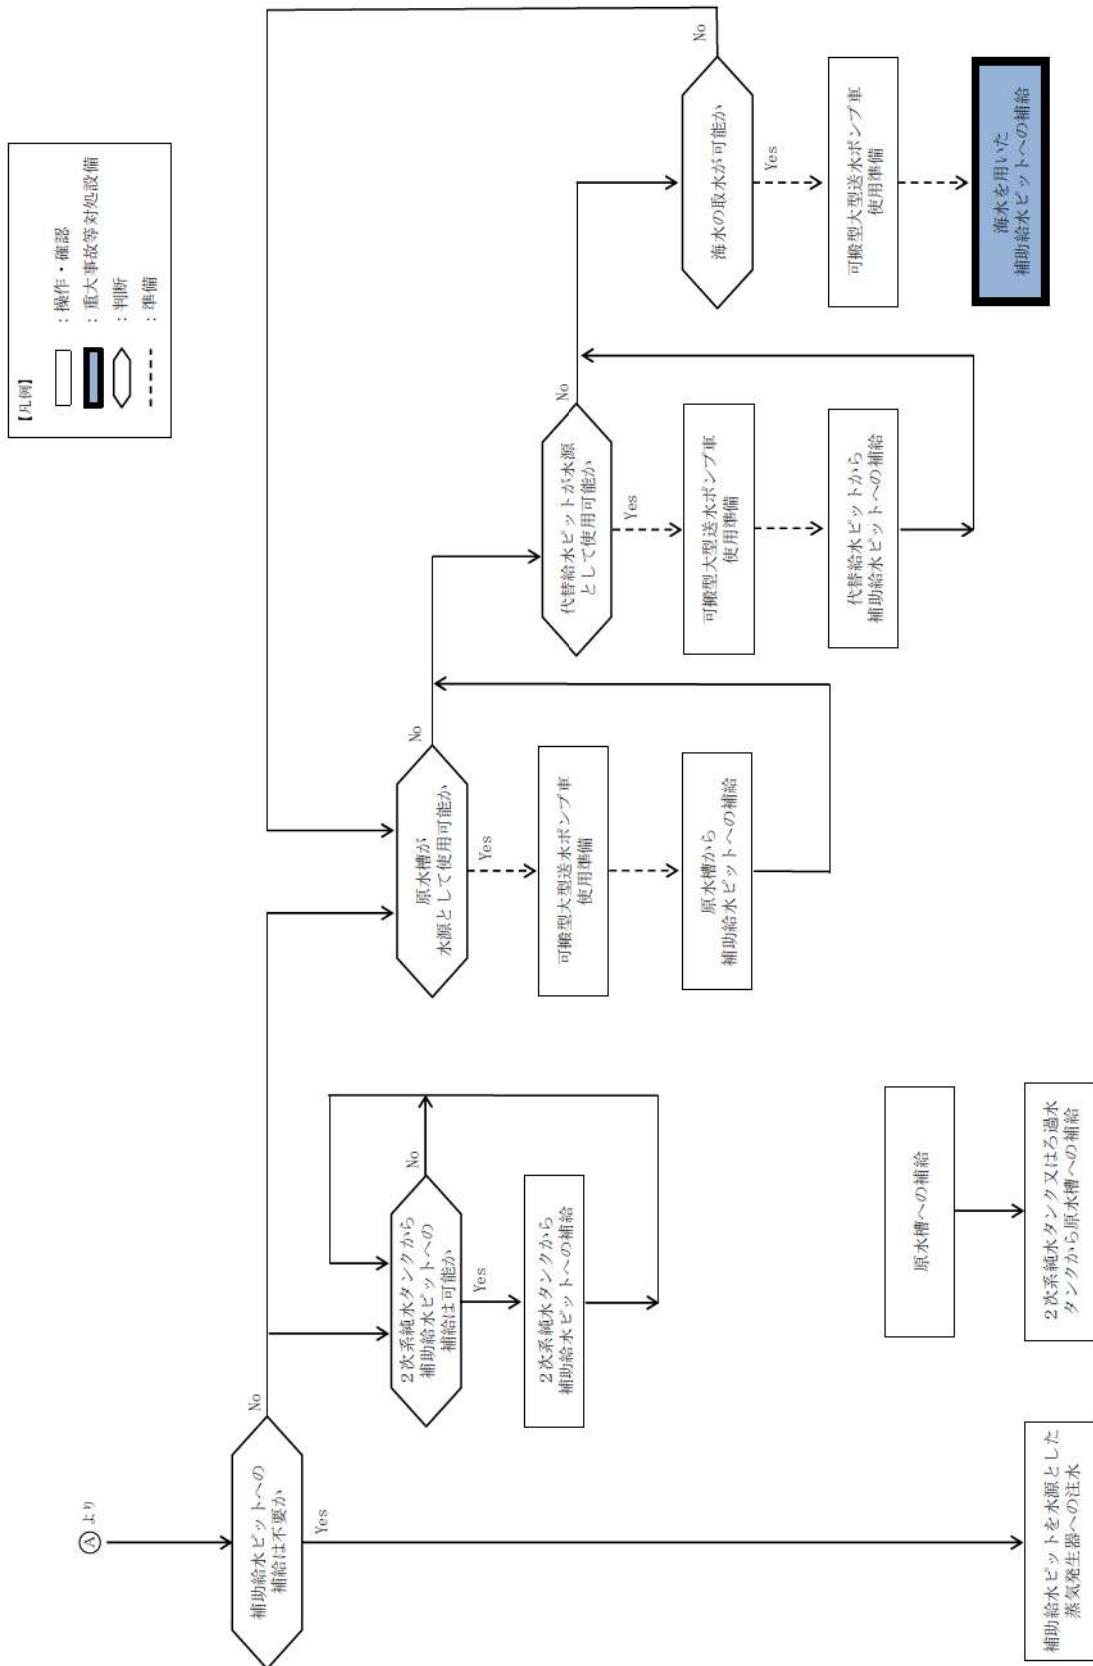 【凡例】
：操作・確認
：重大事故等対処設備
：判断
：準備
Ⓐより
補助給水ピットへの
補給は不要か
No
Yes
補助給水ピットを水源とした
蒸気発生器への注水
2次系純水タンクから
補助給水ピットへの
補給は可能か
No
Yes
2次系純水タンクから
補助給水ピットへの補給
原水槽への補給
2次系純水タンク又はろ過水
タンクから原水槽への補給
原水槽が
水源として使用可能か
No
Yes
可搬型大型送水ポンプ車
使用準備
原水槽から
補助給水ピットへの補給
代替給水ピットが水源
として使用可能か
No
Yes
可搬型大型送水ポンプ車
使用準備
代替給水ピットから
補助給水ピットへの補給
海水の取水が可能か
No
Yes
可搬型大型送水ポンプ車
使用準備
海水を用いた
補助給水ピットへの補給